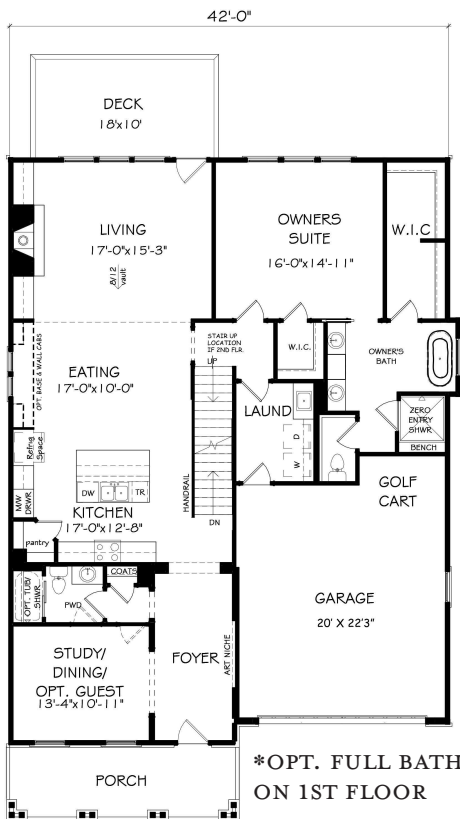 42'-0"
DECK
18'x10'
LIVING
17'-0"x15'-3"
8/12
vault
OWNERS
SUITE
16'-0"x14'-11"
W.I.C
STAIR UP
LOCATION
IF 2ND FLR.
UP
W.I.C.
OWNER'S
BATH
EATING
17'-0"x10'-0"
OPT. BASE & WALL CABS
LAUND
D
W
ZERO
ENTRY
SHWR
BENCH
Refrig
Space
M/W
DRWR
DW
TR
HANDRAIL
DN
KITCHEN
17'-0"x12'-8"
pantry
GOLF
CART
COATS
OPT. TUB/
SHWR
PWD
GARAGE
20' X 22'3"
STUDY/
DINING/
OPT. GUEST
13'-4"x10'-11"
FOYER
ART NICHE
PORCH
*OPT. FULL BATH
ON 1ST FLOOR